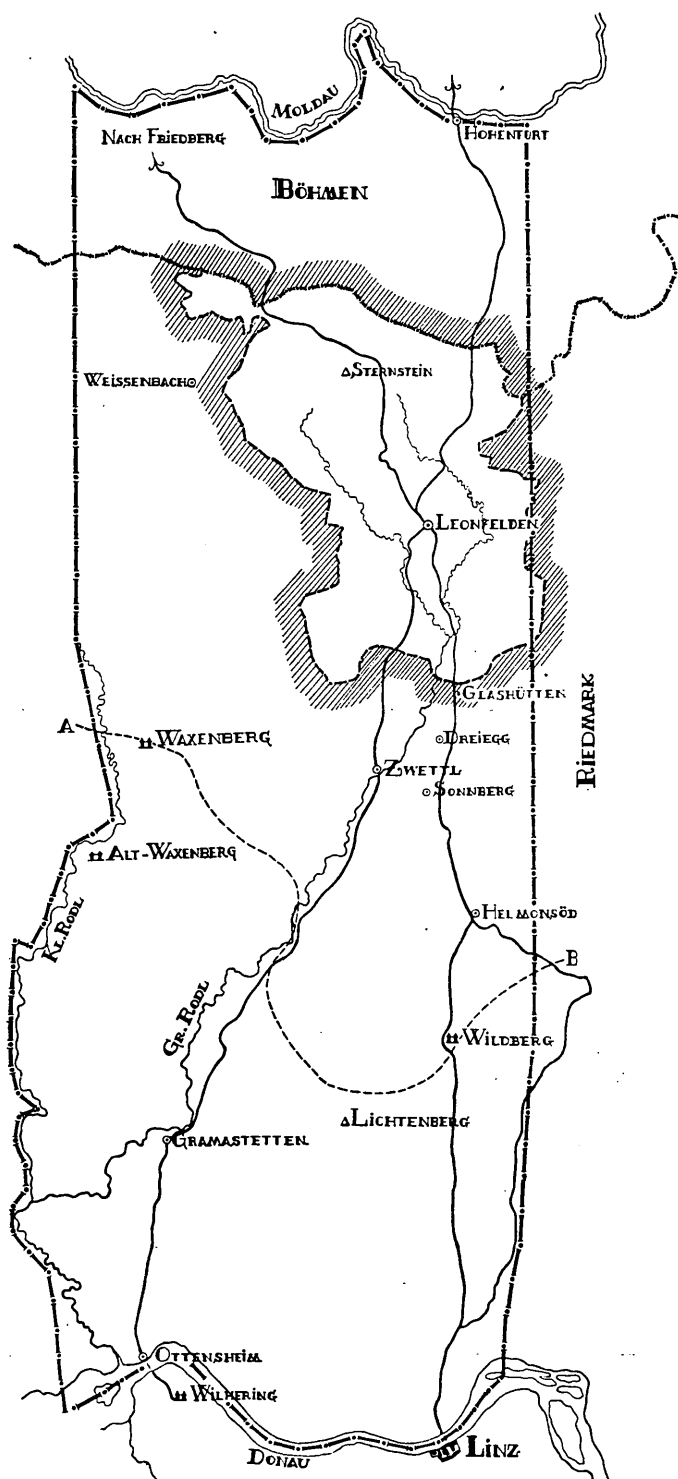 MOLDAU
NACH FRIEDBERG
HOHENFURT
BÖHMEN
STERNSTEIN
WEISSENBACH
LEONFELDEN
GLASHÜTTEN
RIEDMARK
A
WAXENBERG
DREIEGG
ZWETTL
SONNBERG
ALT-WAXENBERG
KL. RODL
HELMONSÖD
B
GR. RODL
WILDBERG
LICHTENBERG
GRAMASTETTEN
OTTENSHEIM
WILHERING
DONAU
LINZ